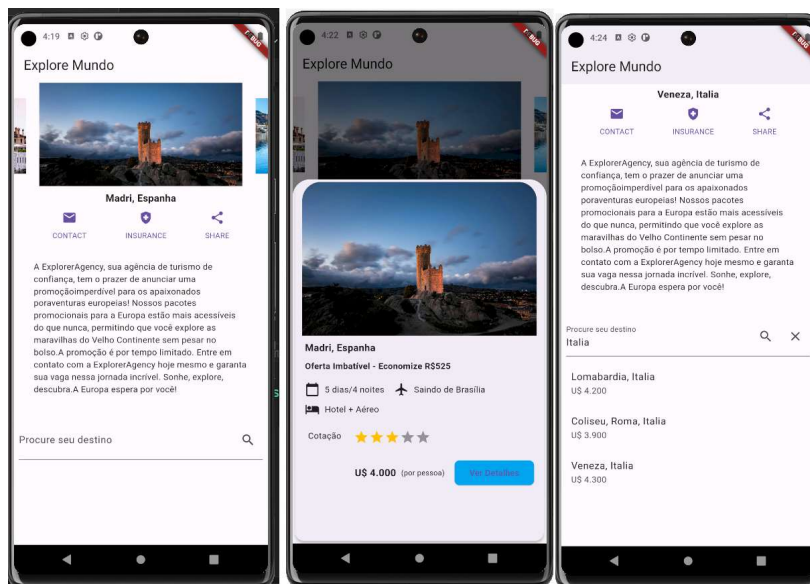 4:19
Explore Mundo
Madri, Espanha
CONTACT INSURANCE SHARE
A ExplorerAgency, sua agência de turismo de
confiança, tem o prazer de anunciar uma
promoçãoimperdível para os apaixonados
poraventuras europeias! Nossos pacotes
promocionais para a Europa estão mais acessíveis
do que nunca, permitindo que você explore as
maravilhas do Velho Continente sem pesar no
bolso.A promoção é por tempo limitado. Entre em
contato com a ExplorerAgency hoje mesmo e garanta
sua vaga nessa jornada incrível. Sonhe, explore,
descubra.A Europa espera por você!
Procure seu destino
4:22
Explore Mundo
Madri, Espanha
Oferta Imbatível - Economize R$525
5 dias/4 noites Saindo de Brasília
Hotel + Aéreo
Cotação
U$ 4.000 (por pessoa) Ver Detalhes
4:24
Explore Mundo
Veneza, Italia
CONTACT INSURANCE SHARE
A ExplorerAgency, sua agência de turismo de
confiança, tem o prazer de anunciar uma
promoçãoimperdível para os apaixonados
poraventuras europeias! Nossos pacotes
promocionais para a Europa estão mais acessíveis
do que nunca, permitindo que você explore as
maravilhas do Velho Continente sem pesar no
bolso.A promoção é por tempo limitado. Entre em
contato com a ExplorerAgency hoje mesmo e garanta
sua vaga nessa jornada incrível. Sonhe, explore,
descubra.A Europa espera por você!
Procure seu destino
Italia
Lomabardia, Italia
U$ 4.200
Coliseu, Roma, Italia
U$ 3.900
Veneza, Italia
U$ 4.300